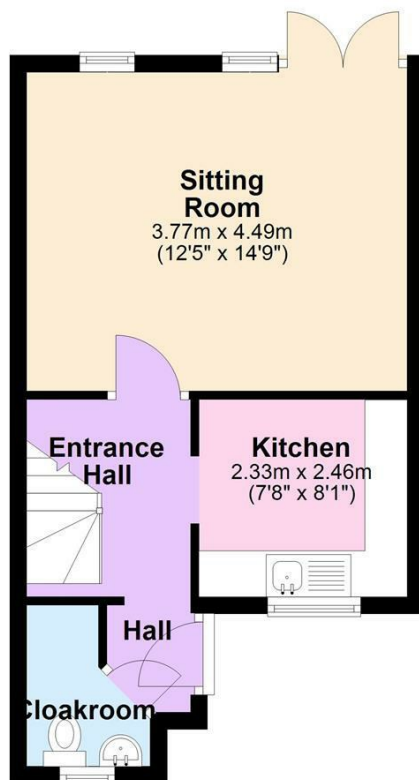 Sitting
Room
3.77m x 4.49m
(12'5" x 14'9")
Entrance
Hall
Kitchen
2.33m x 2.46m
(7'8" x 8'1")
Hall
Cloakroom